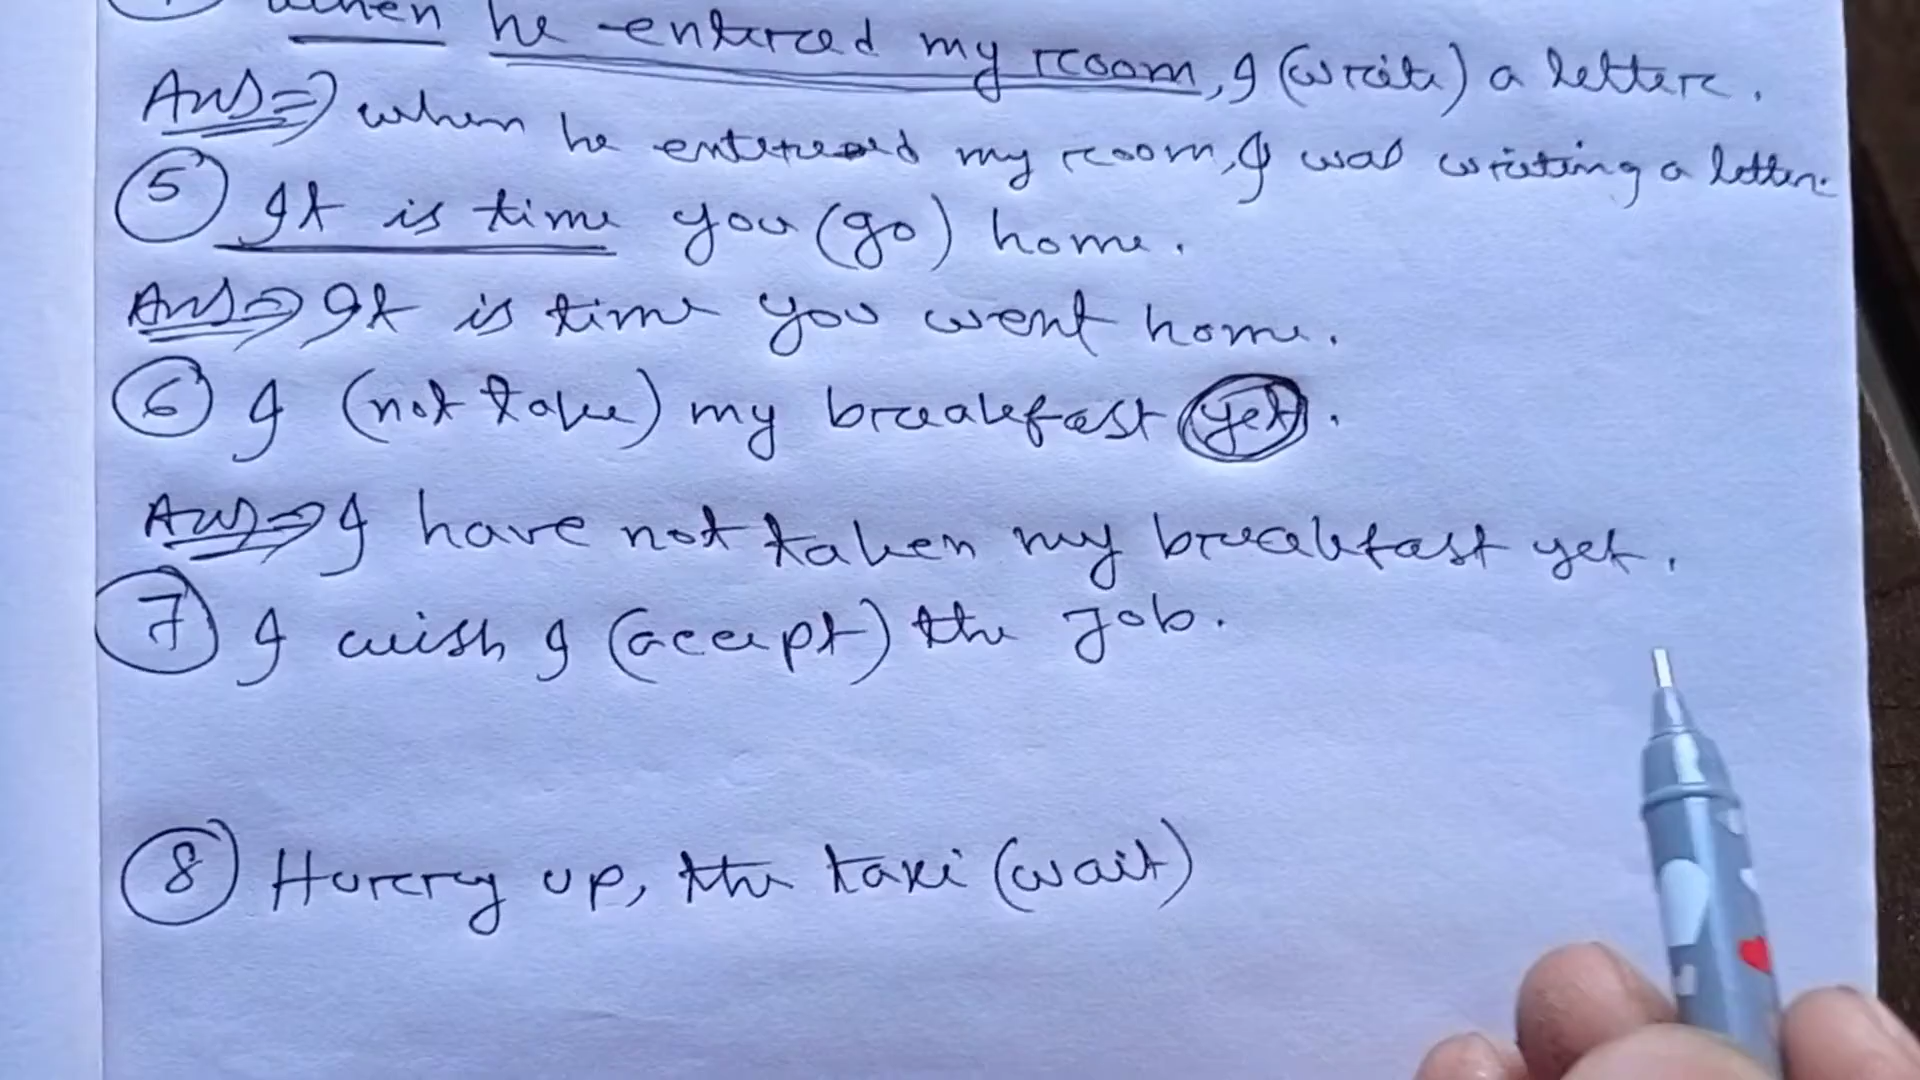 When he entered my room, I (write) a letter.
Ans⇒ when he entered my room, I was writing a letter.
5 It is time you (go) home.
Ans⇒ It is time you went home.
6 I (not take) my breakfast yet.
Ans⇒ I have not taken my breakfast yet.
7 I wish I (accept) the job.
8 Hurry up, the taxi (wait)